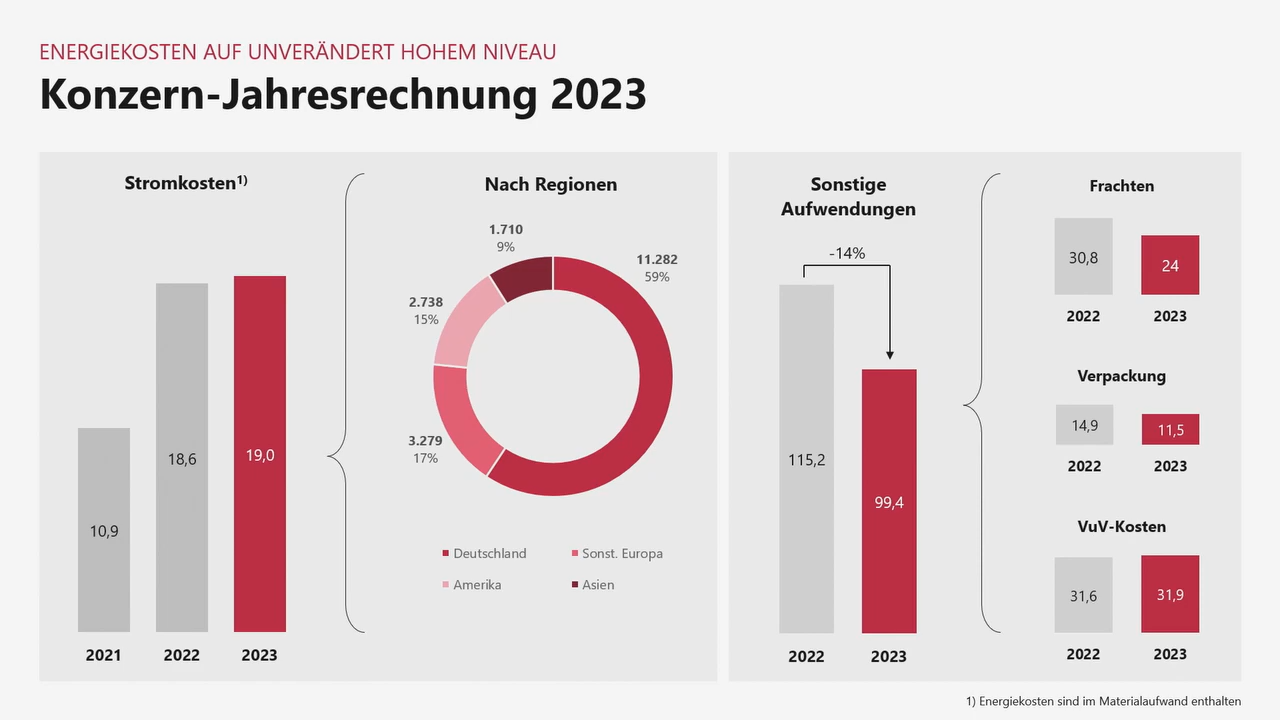 ENERGIEKOSTEN AUF UNVERÄNDERT HOHEM NIVEAU
Konzern-Jahresrechnung 2023
Stromkosten1)
10,9
18,6
19,0
2021
2022
2023
Nach Regionen
1.710
9%
11.282
59%
2.738
15%
3.279
17%
Deutschland
Sonst. Europa
Amerika
Asien
Sonstige
Aufwendungen
-14%
115,2
99,4
2022
2023
Frachten
30,8
24
2022
2023
Verpackung
14,9
11,5
2022
2023
VuV-Kosten
31,6
31,9
2022
2023
1) Energiekosten sind im Materialaufwand enthalten